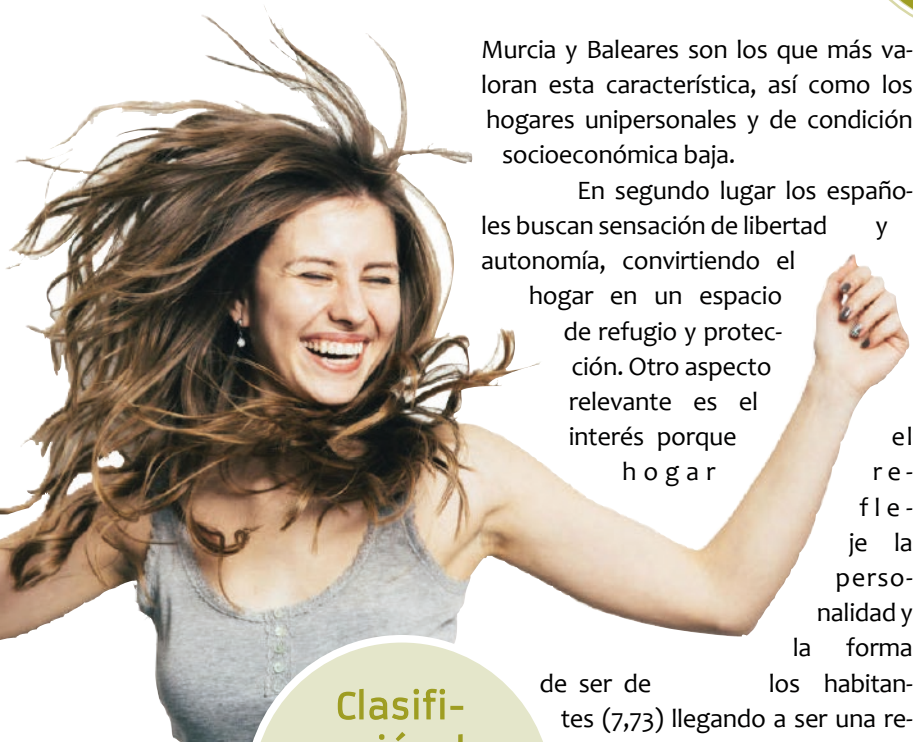 Murcia y Baleares son los que más va-
loran esta característica, así como los
hogares unipersonales y de condición
socioeconómica baja.
En segundo lugar los españo-
les buscan sensación de libertad y
autonomía, convirtiendo el
hogar en un espacio
de refugio y protec-
ción. Otro aspecto
relevante es el
interés porque el
hogar re-
fle-
je la
perso-
nalidad y
la forma
de ser de los habitan-
tes (7,73) llegando a ser una re-
Clasifi-